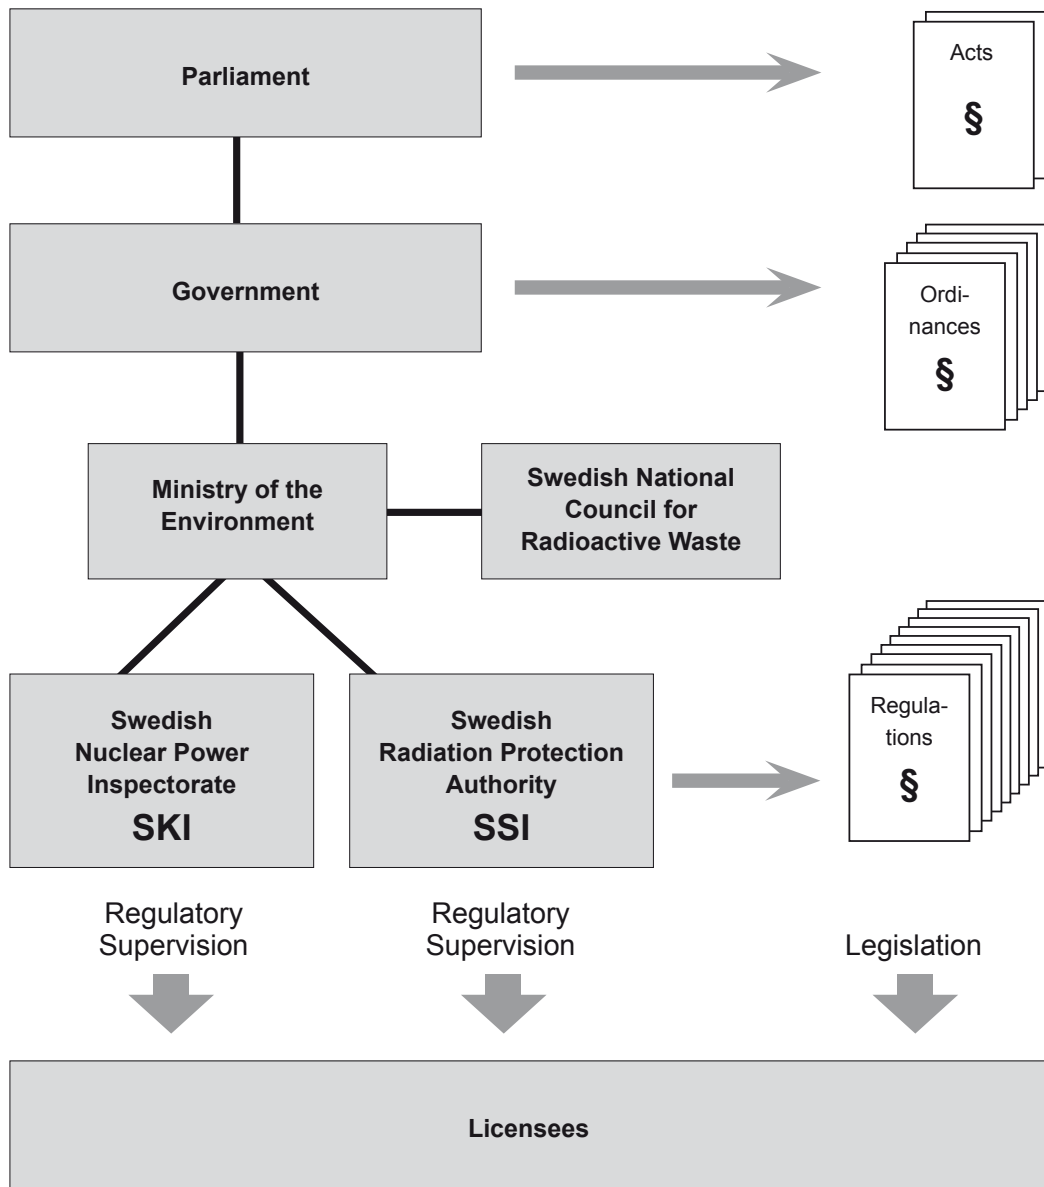 Parliament
Acts
§
Government
Ordi-
nances
§
Ministry of the
Environment
Swedish National
Council for
Radioactive Waste
Swedish
Nuclear Power
Inspectorate
SKI
Swedish
Radiation Protection
Authority
SSI
Regula-
tions
§
Regulatory
Supervision
Regulatory
Supervision
Legislation
Licensees